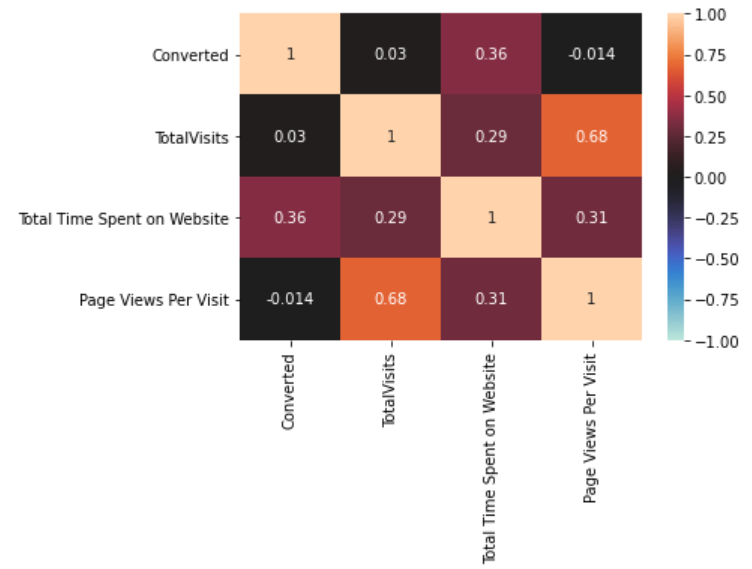 Converted 1 0.03 0.36 -0.014
TotalVisits 0.03 1 0.29 0.68
Total Time Spent on Website 0.36 0.29 1 0.31
Page Views Per Visit -0.014 0.68 0.31 1
Converted
TotalVisits
Total Time Spent on Website
Page Views Per Visit
1.00
0.75
0.50
0.25
0.00
−0.25
−0.50
−0.75
−1.00